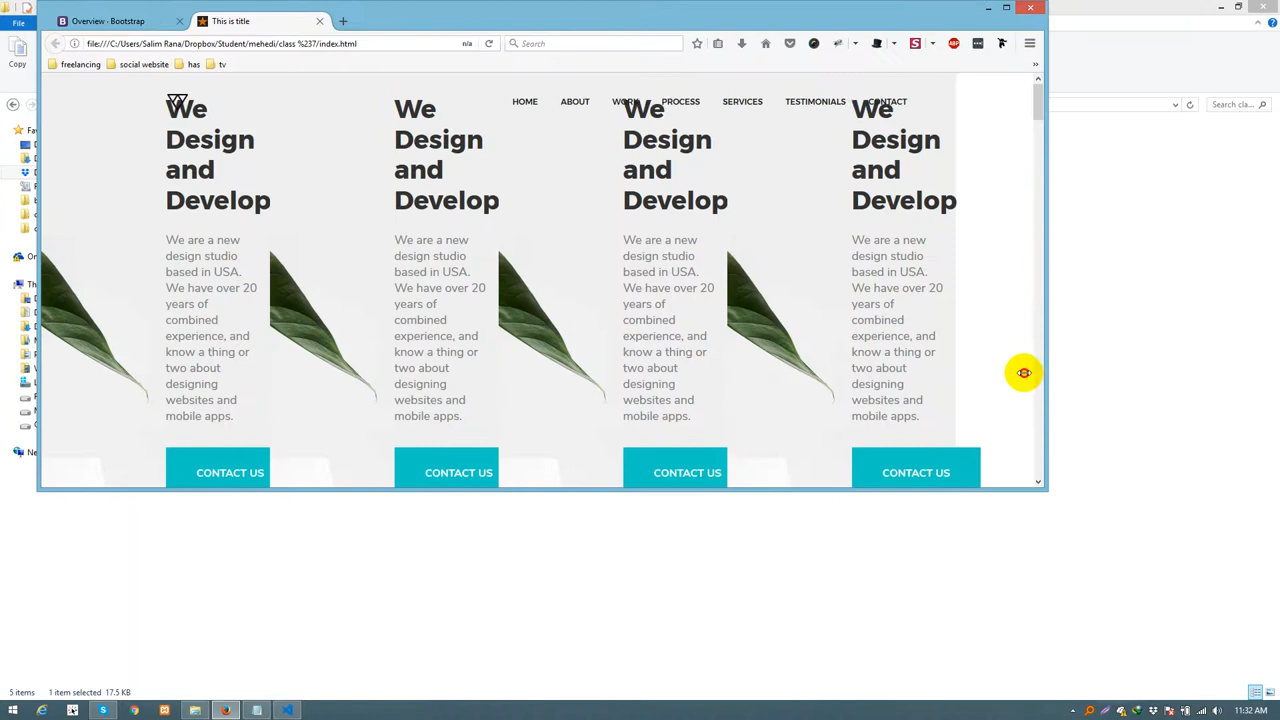 File
Copy
Overview - Bootstrap
This is title
file:///C:/Users/Salim Rana/Dropbox/Student/mehedi/class %237/index.html
n/a
Search
Search cla...
freelancing
social website
has
tv
HOME
ABOUT
WORK
PROCESS
SERVICES
TESTIMONIALS
CONTACT
We
Design
and
Develop
We are a new
design studio
based in USA.
We have over 20
years of
combined
experience, and
know a thing or
two about
designing
websites and
mobile apps.
CONTACT US
We
Design
and
Develop
We are a new
design studio
based in USA.
We have over 20
years of
combined
experience, and
know a thing or
two about
designing
websites and
mobile apps.
CONTACT US
We
Design
and
Develop
We are a new
design studio
based in USA.
We have over 20
years of
combined
experience, and
know a thing or
two about
designing
websites and
mobile apps.
CONTACT US
We
Design
and
Develop
We are a new
design studio
based in USA.
We have over 20
years of
combined
experience, and
know a thing or
two about
designing
websites and
mobile apps.
CONTACT US
Fav
On
Th
Ne
5 items
1 item selected 17.5 KB
11:32 AM